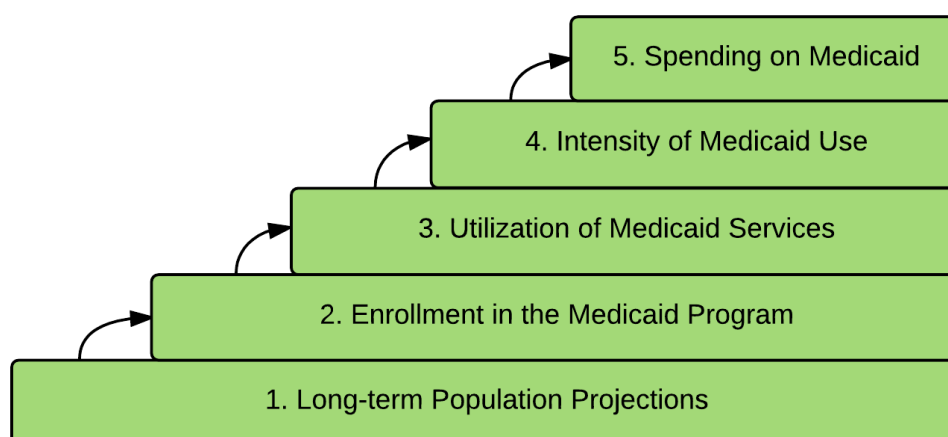 5. Spending on Medicaid
4. Intensity of Medicaid Use
3. Utilization of Medicaid Services
2. Enrollment in the Medicaid Program
1. Long-term Population Projections